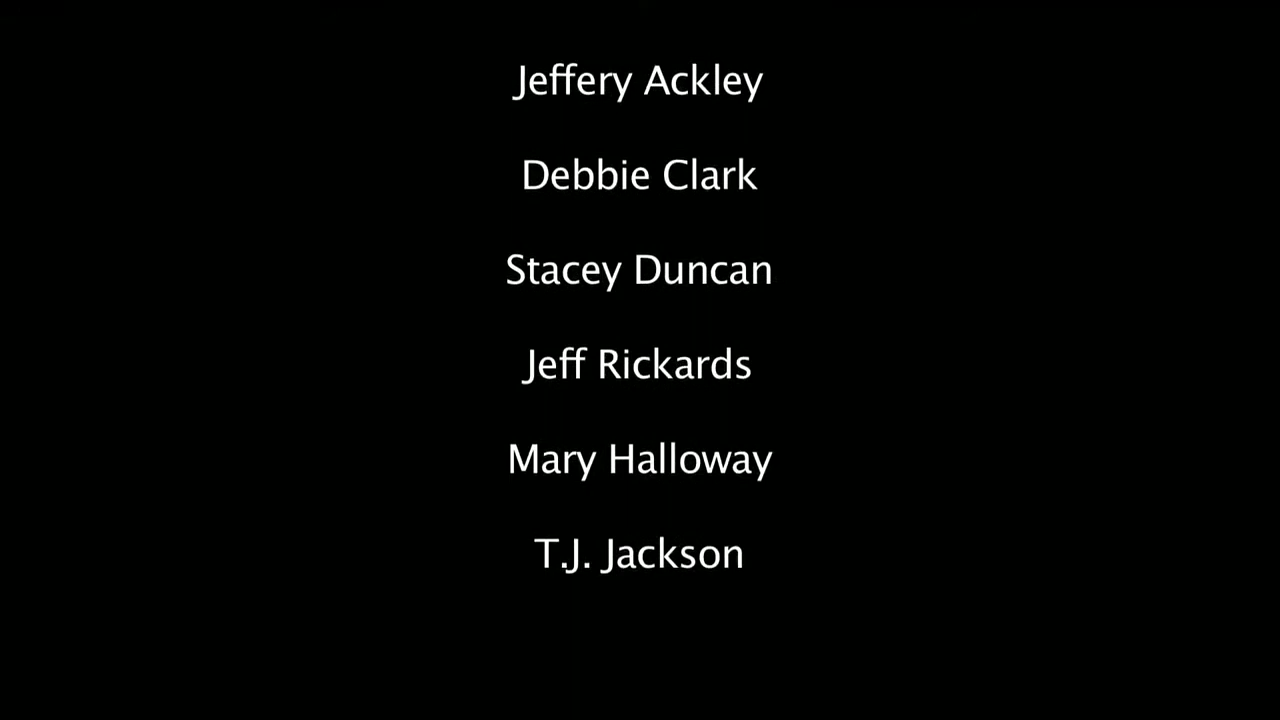 Jeffery Ackley
Debbie Clark
Stacey Duncan
Jeff Rickards
Mary Halloway
T.J. Jackson